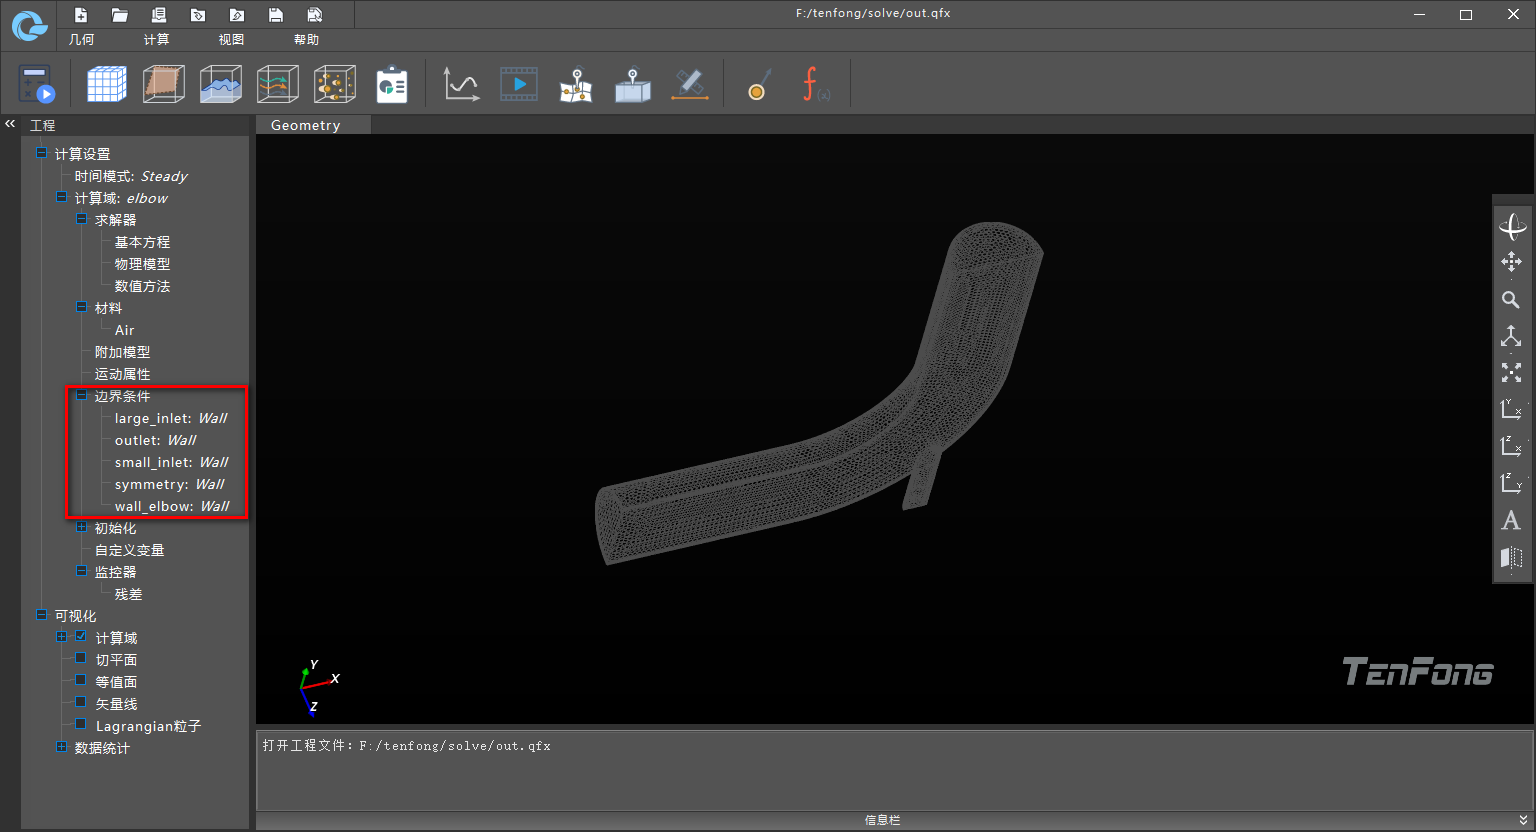 F:/tenfong/solve/out.qfx
几何 计算 视图 帮助
f(a)
工程
Geometry
计算设置
时间模式: Steady
计算域: elbow
求解器
基本方程
物理模型
数值方法
材料
Air
附加模型
运动属性
边界条件
large_inlet: Wall
outlet: Wall
small_inlet: Wall
symmetry: Wall
wall_elbow: Wall
初始化
自定义变量
监控器
残差
可视化
计算域
切平面
等值面
矢量线
Lagrangian粒子
数据统计
Y
X
Z
Y
X
Z
X
Z
Y
A
TENFONG
打开工程文件: F:/tenfong/solve/out.qfx
信息栏